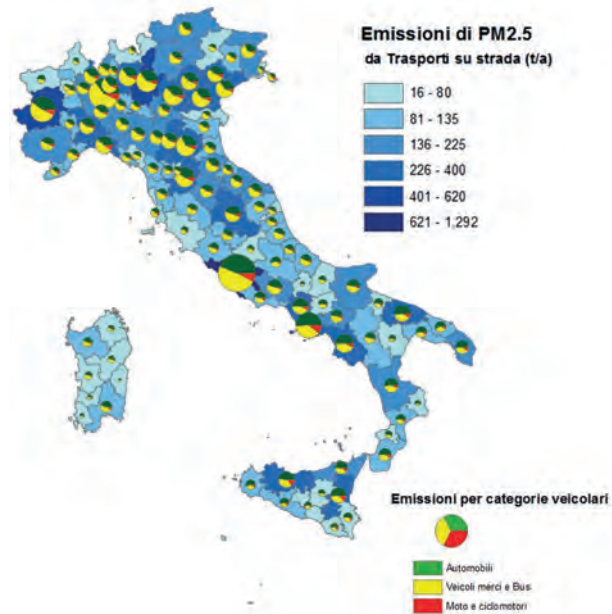 Emissioni di PM2.5
da Trasporti su strada (t/a)
16 - 80
81 - 135
136 - 225
226 - 400
401 - 620
621 - 1,292
Emissioni per categorie veicolari
Automobili
Veicoli merci e Bus
Moto e ciclomotori